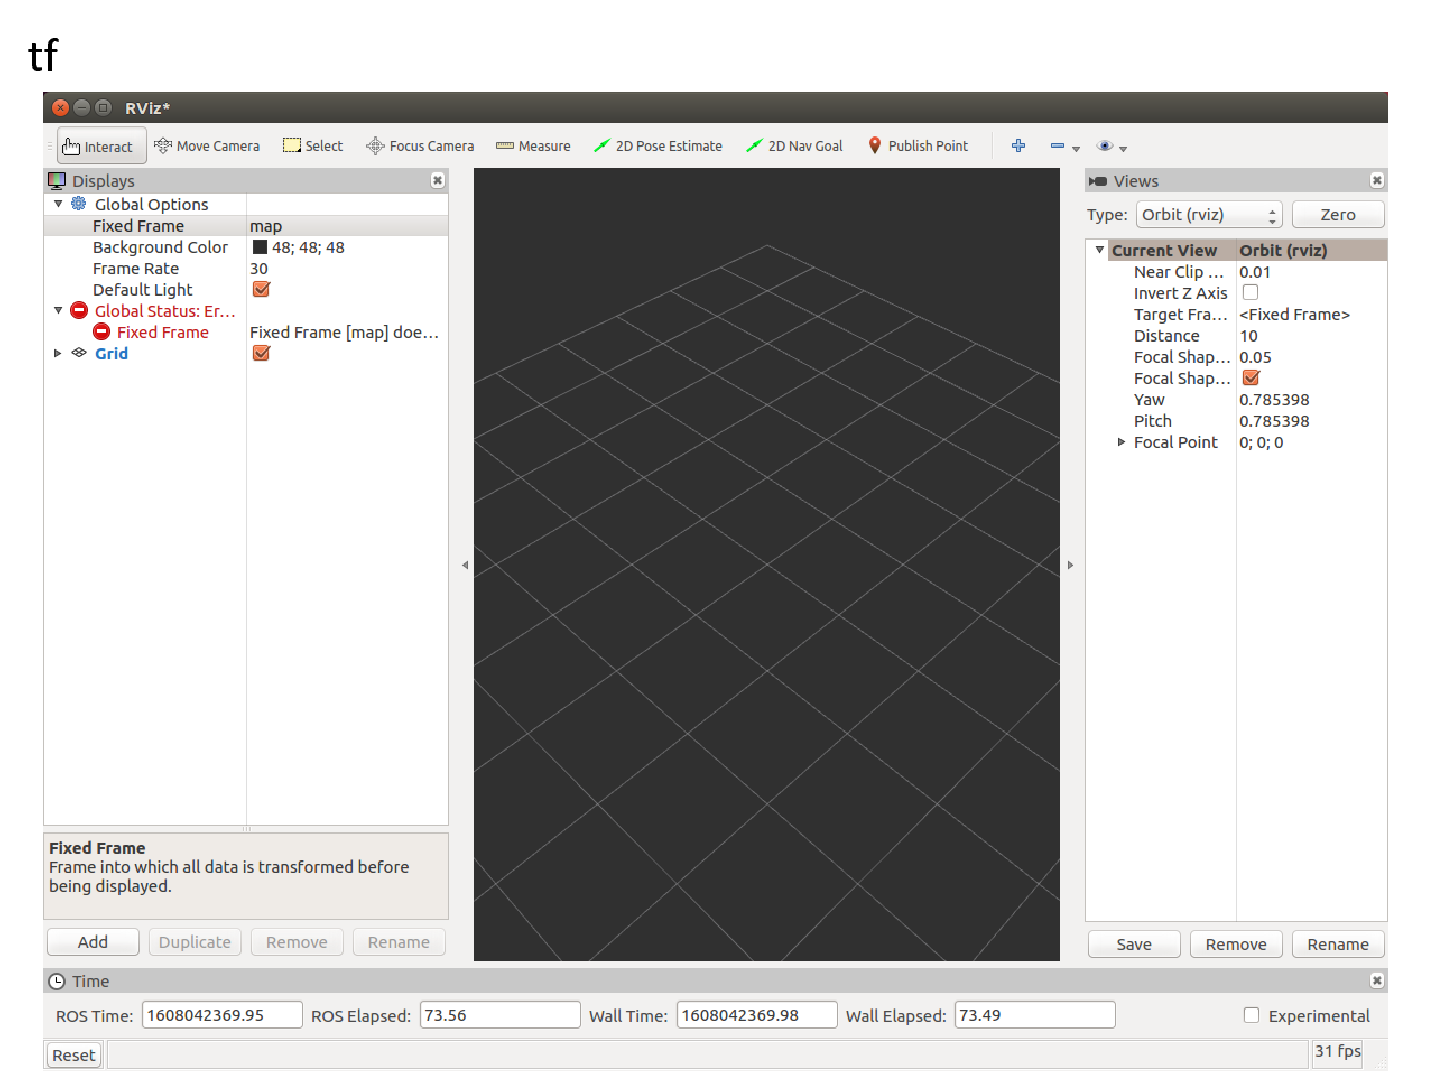 tf
RViz*
Interact Move Camera Select Focus Camera Measure 2D Pose Estimate 2D Nav Goal Publish Point
Displays
Global Options
Fixed Frame map
Background Color 48; 48; 48
Frame Rate 30
Default Light
Global Status: Er...
Fixed Frame Fixed Frame [map] doe...
Grid
Fixed Frame
Frame into which all data is transformed before
being displayed.
Add Duplicate Remove Rename
Views
Type: Orbit (rviz) Zero
Current View Orbit (rviz)
Near Clip ... 0.01
Invert Z Axis
Target Fra... <Fixed Frame>
Distance 10
Focal Shap... 0.05
Focal Shap...
Yaw 0.785398
Pitch 0.785398
Focal Point 0; 0; 0
Save Remove Rename
Time
ROS Time: 1608042369.95 ROS Elapsed: 73.56 Wall Time: 1608042369.98 Wall Elapsed: 73.49 Experimental
Reset 31 fps